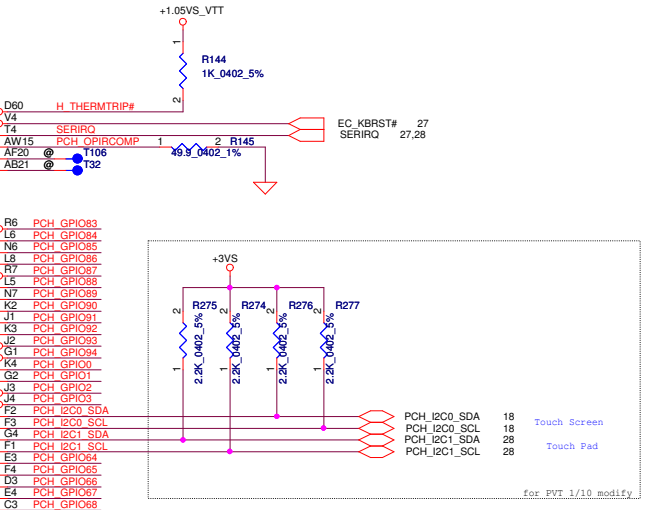 +1.05VS_VTT
1
R144
1K_0402_5%
2
D60 H_THERMTRIP#
V4
EC_KBRST# 27
T4 SERIRQ
SERIRQ 27,28
AW15 PCH_OPIRCOMP 1 2 R145
AF20 @ T106 49.9_0402_1%
AB21 @ T32
R6 PCH_GPIO83
L6 PCH_GPIO84
N6 PCH_GPIO85
L8 PCH_GPIO86
R7 PCH_GPIO87
L5 PCH_GPIO88
N7 PCH_GPIO89
K2 PCH_GPIO90
J1 PCH_GPIO91
K3 PCH_GPIO92
J2 PCH_GPIO93
G1 PCH_GPIO94
K4 PCH_GPIO0
G2 PCH_GPIO1
J3 PCH_GPIO2
J4 PCH_GPIO3
F2 PCH_I2C0_SDA
F3 PCH_I2C0_SCL
G4 PCH_I2C1_SDA
F1 PCH_I2C1_SCL
E3 PCH_GPIO64
F4 PCH_GPIO65
D3 PCH_GPIO66
E4 PCH_GPIO67
C3 PCH_GPIO68
+3VS
2 R275 2 R274 2 R276 2 R277
2.2K_0402_5% 2.2K_0402_5% 2.2K_0402_5% 2.2K_0402_5%
1 1 1 1
PCH_I2C0_SDA 18
PCH_I2C0_SCL 18
Touch Screen
PCH_I2C1_SDA 28
PCH_I2C1_SCL 28
Touch Pad
for PVT 1/10 modify